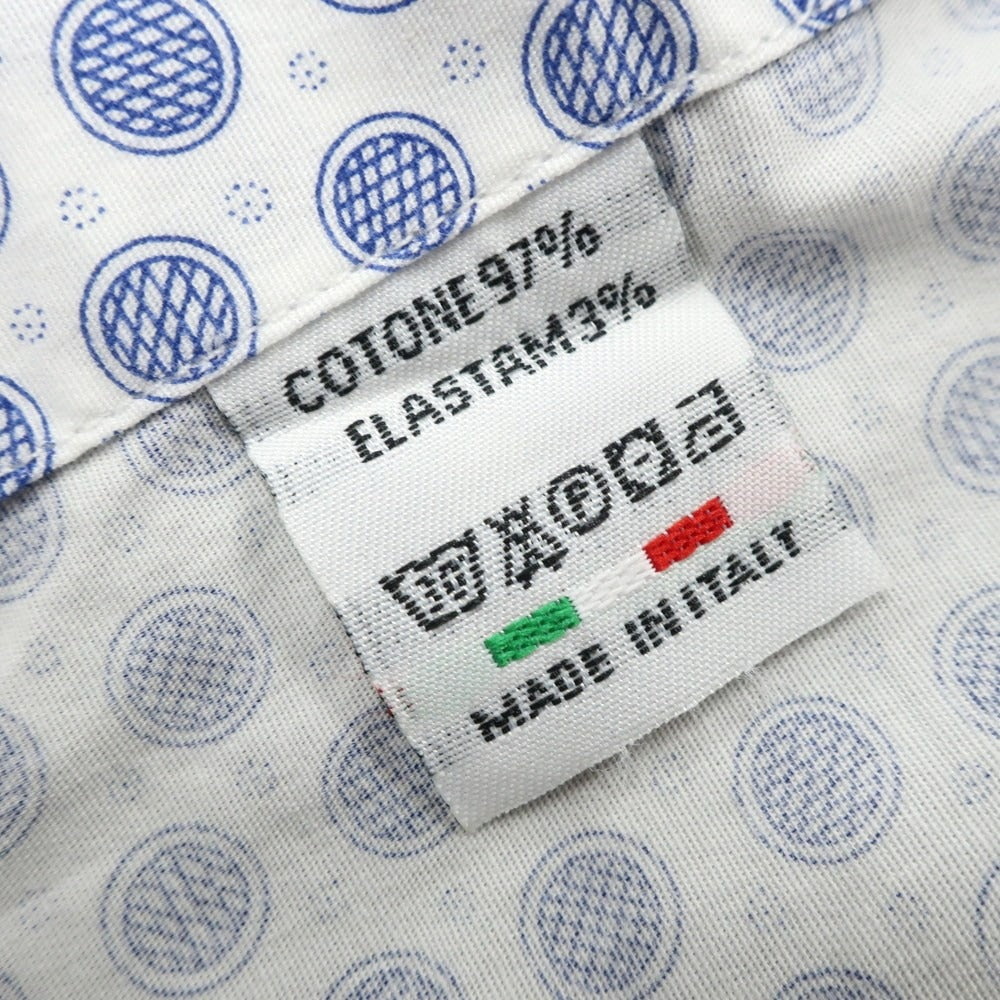 COTONE 97%
ELASTAM 3%
MADE IN ITALY